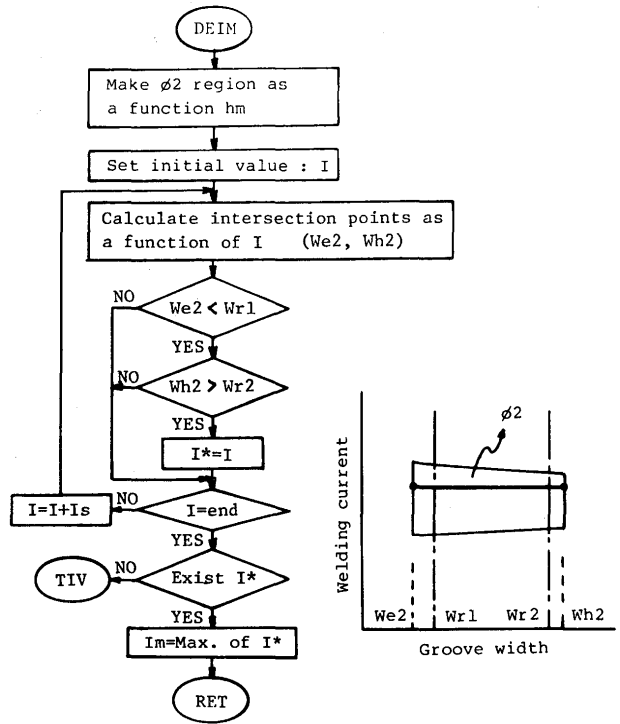 DEIM
Make ø2 region as
a function hm
Set initial value : I
Calculate intersection points as
a function of I (We2, Wh2)
NO
We2 < Wr1
YES
NO
Wh2 > Wr2
YES
I*=I
I=I+Is
NO
I=end
YES
TIV
NO
Exist I*
YES
Im=Max. of I*
RET
ø2
Welding current
We2
Wr1
Wr2
Wh2
Groove width